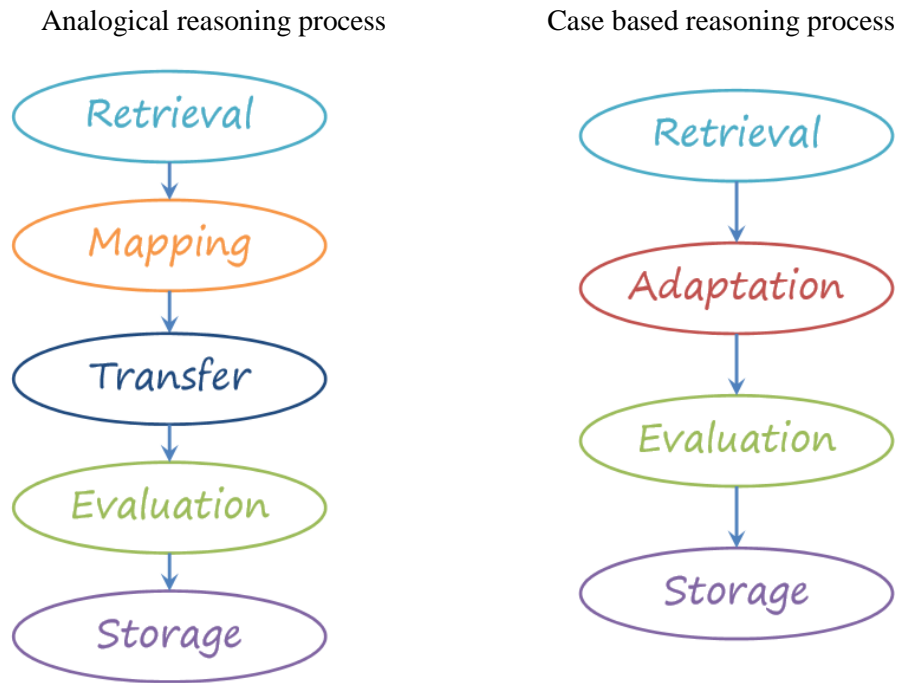 Analogical reasoning process
Retrieval
Mapping
Transfer
Evaluation
Storage
Case based reasoning process
Retrieval
Adaptation
Evaluation
Storage